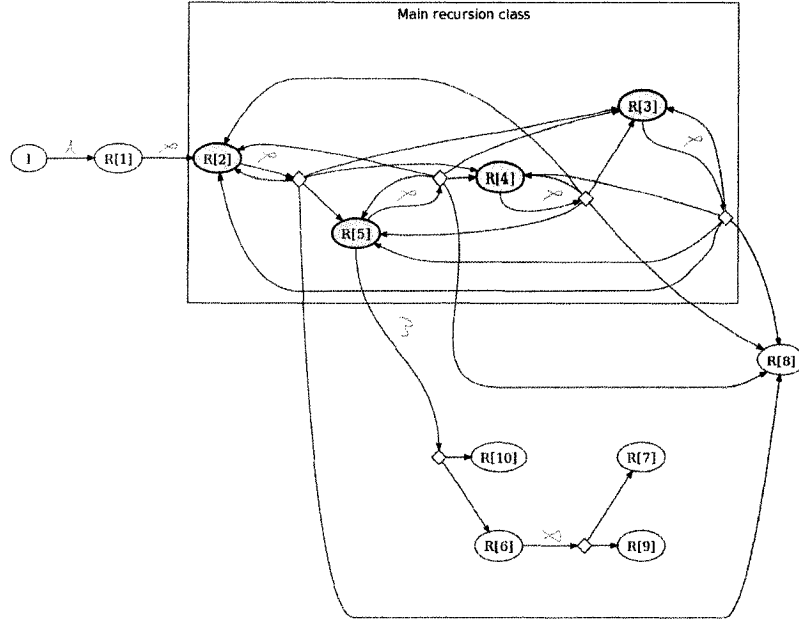 Main recursion class
R[3]
I
λ
R[1]
R[2]
R[4]
R[5]
R[8]
R[10]
R[7]
R[6]
R[9]